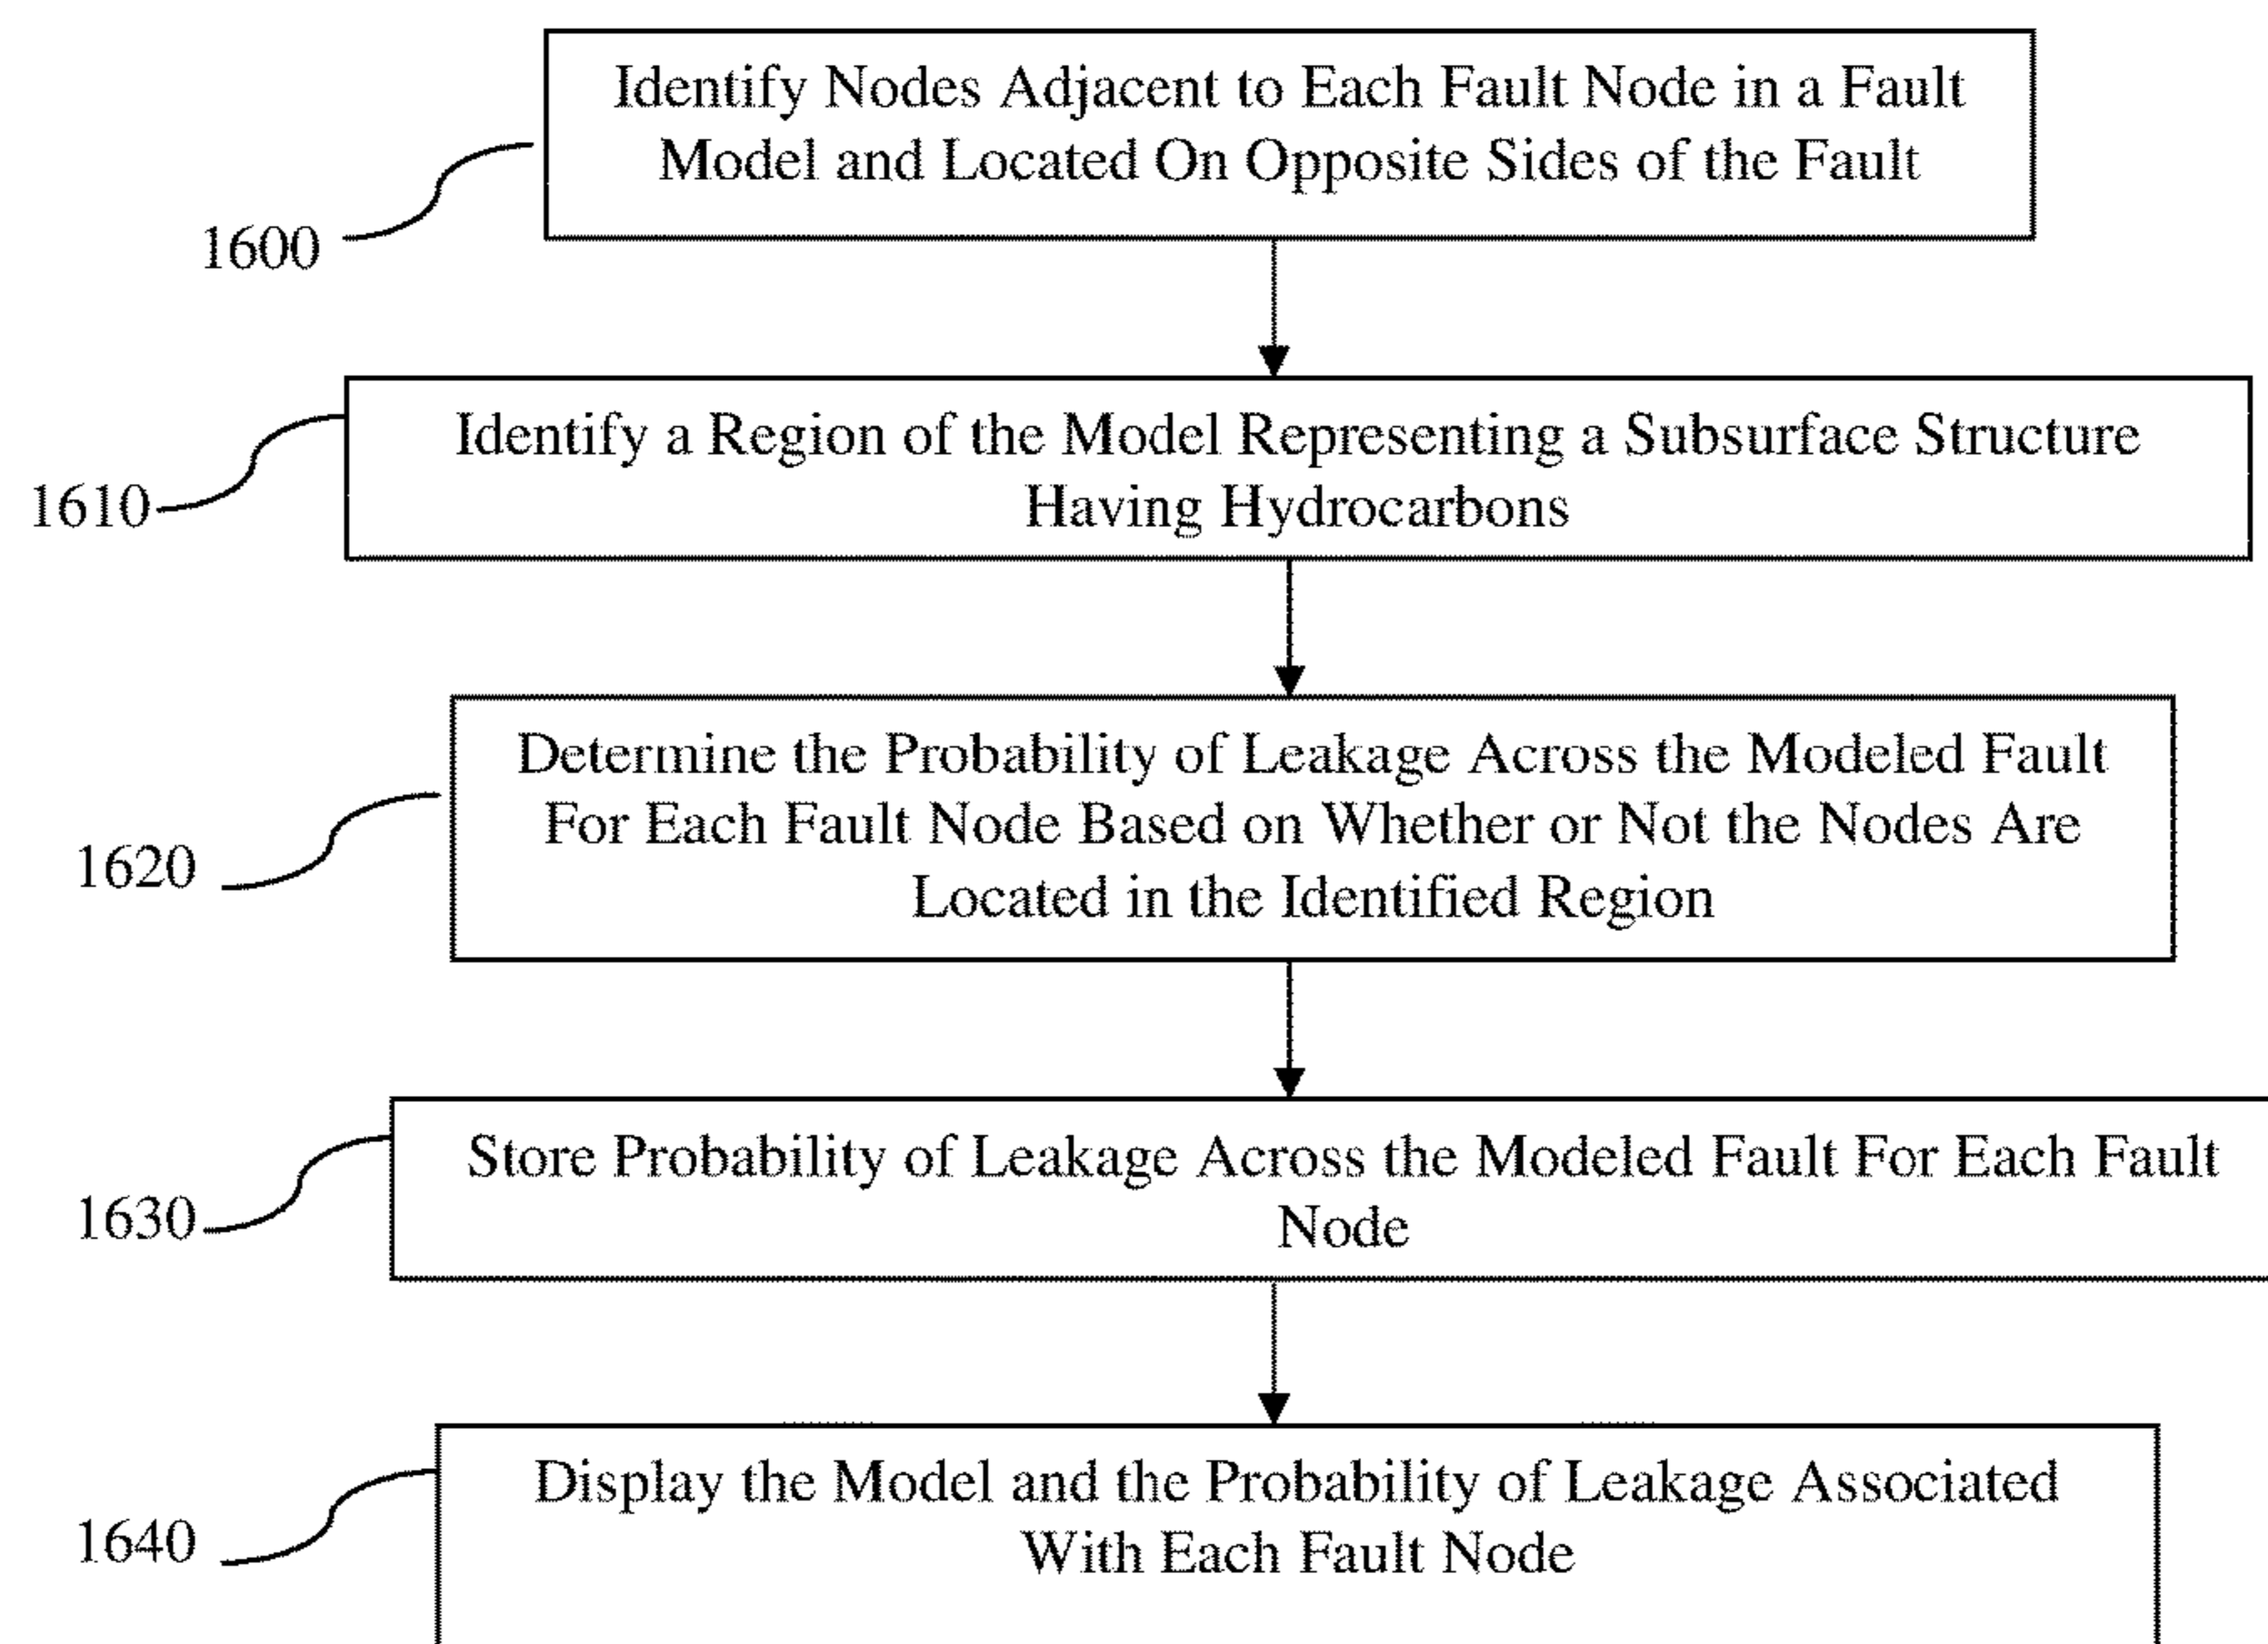 Identify Nodes Adjacent to Each Fault Node in a Fault
Model and Located On Opposite Sides of the Fault
1600
Identify a Region of the Model Representing a Subsurface Structure
Having Hydrocarbons
1610
Determine the Probability of Leakage Across the Modeled Fault
For Each Fault Node Based on Whether or Not the Nodes Are
Located in the Identified Region
1620
Store Probability of Leakage Across the Modeled Fault For Each Fault
Node
1630
Display the Model and the Probability of Leakage Associated
With Each Fault Node
1640